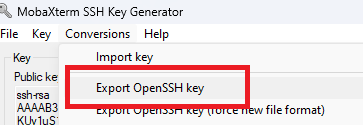 MobaXterm SSH Key Generator
File Key Conversions Help
Key
Import key
Public key
Export OpenSSH key
ssh-rsa
AAAAB3
Export OpenSSH key (force new file format)
KUv1uS